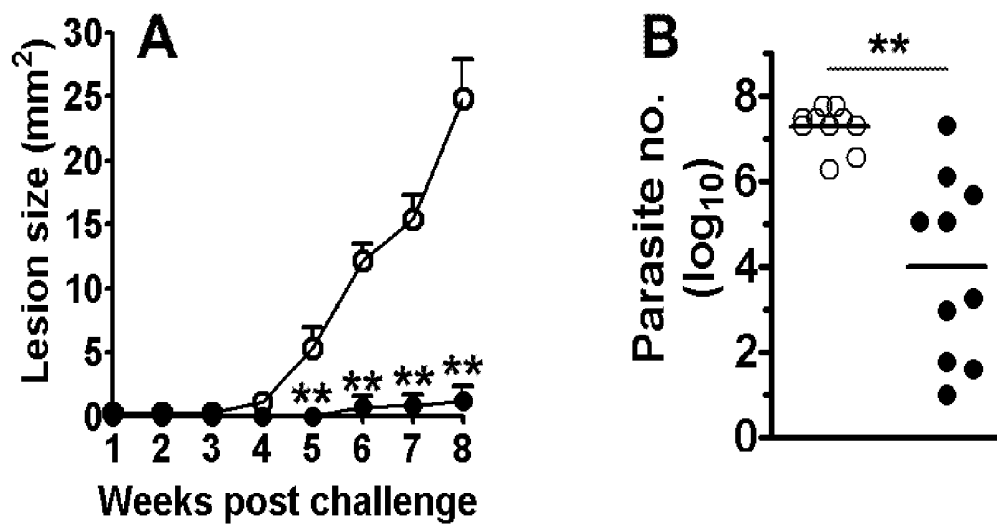 A
Lesion size (mm²)
30
25
20
15
10
5
0
** ** ** **
1 2 3 4 5 6 7 8
Weeks post challenge
B
**
Parasite no.
(log₁₀)
8
6
4
2
0